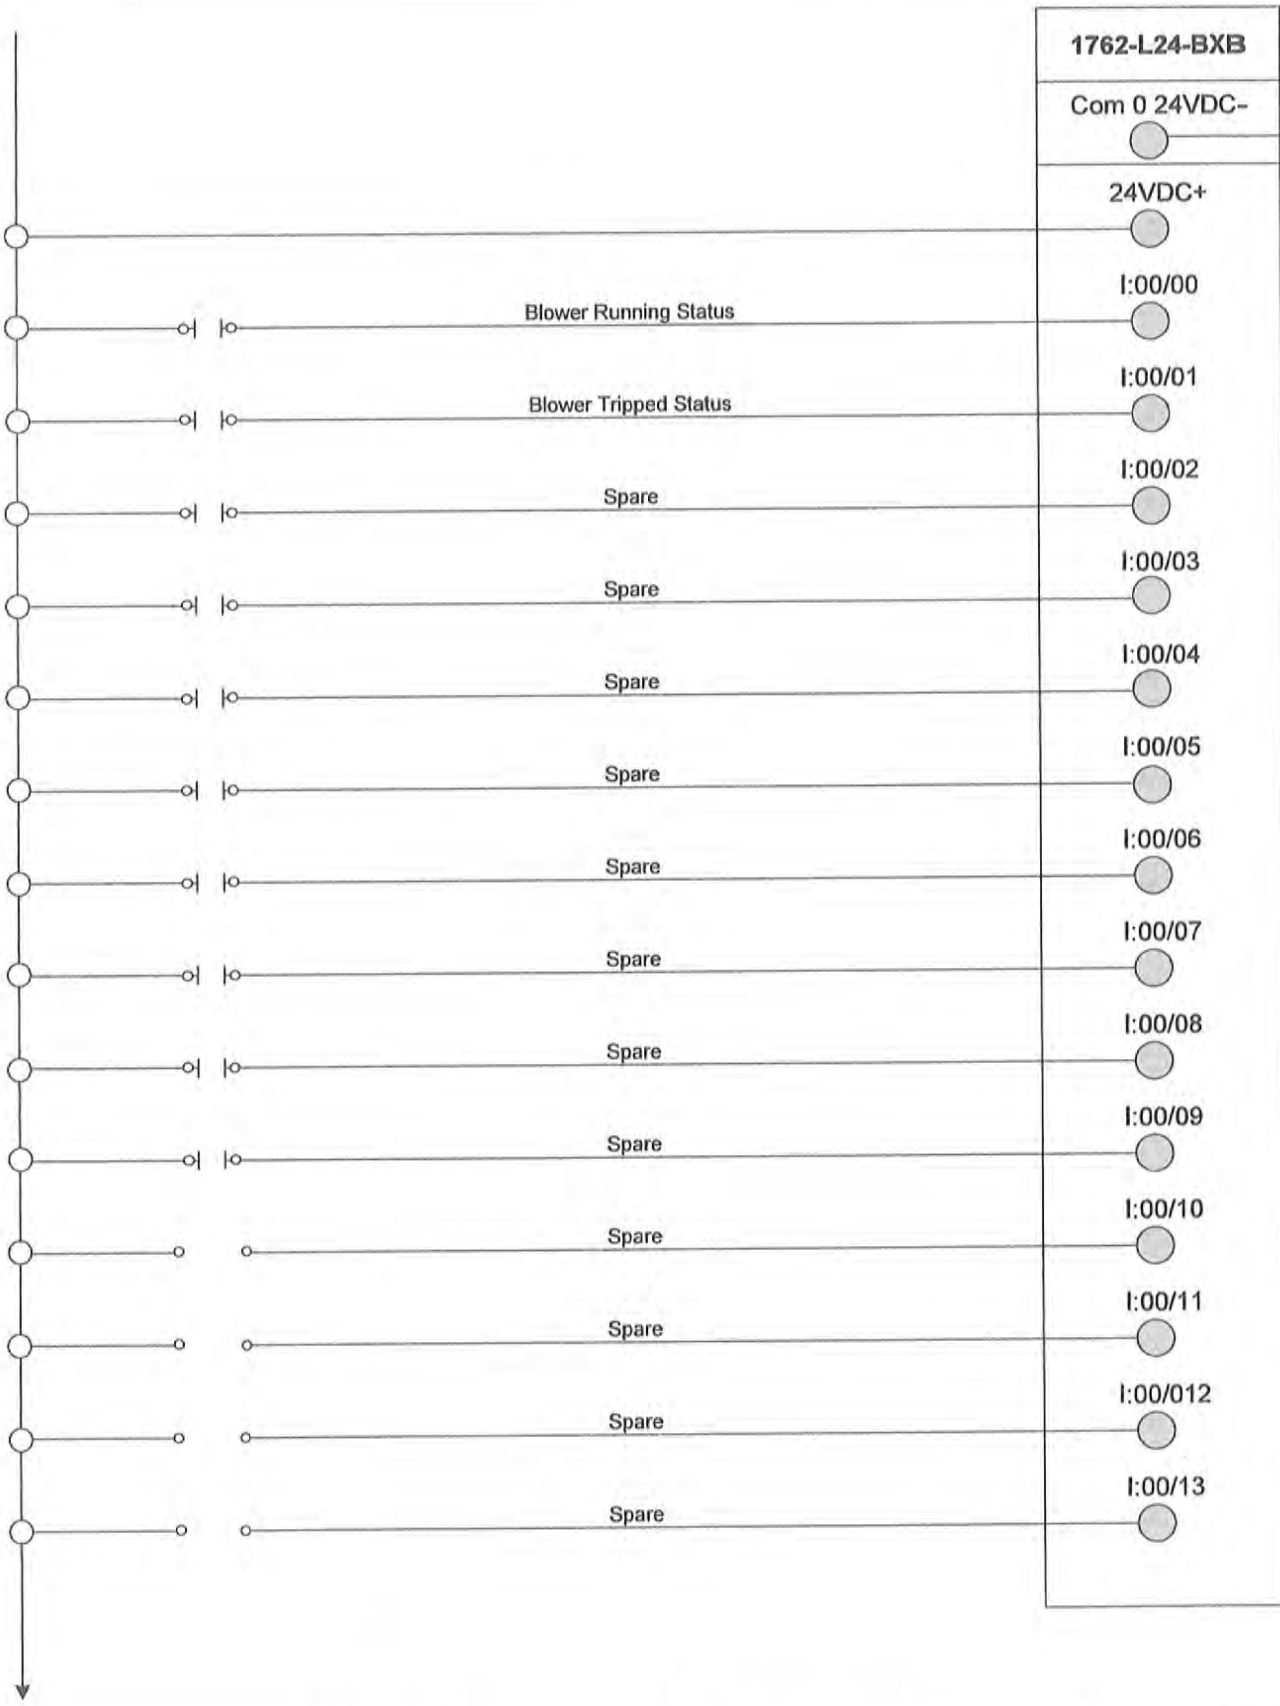 1762-L24-BXB
Com 0 24VDC-
24VDC+
I:00/00
Blower Running Status
I:00/01
Blower Tripped Status
I:00/02
Spare
I:00/03
Spare
I:00/04
Spare
I:00/05
Spare
I:00/06
Spare
I:00/07
Spare
I:00/08
Spare
I:00/09
Spare
I:00/10
Spare
I:00/11
Spare
I:00/012
Spare
I:00/13
Spare